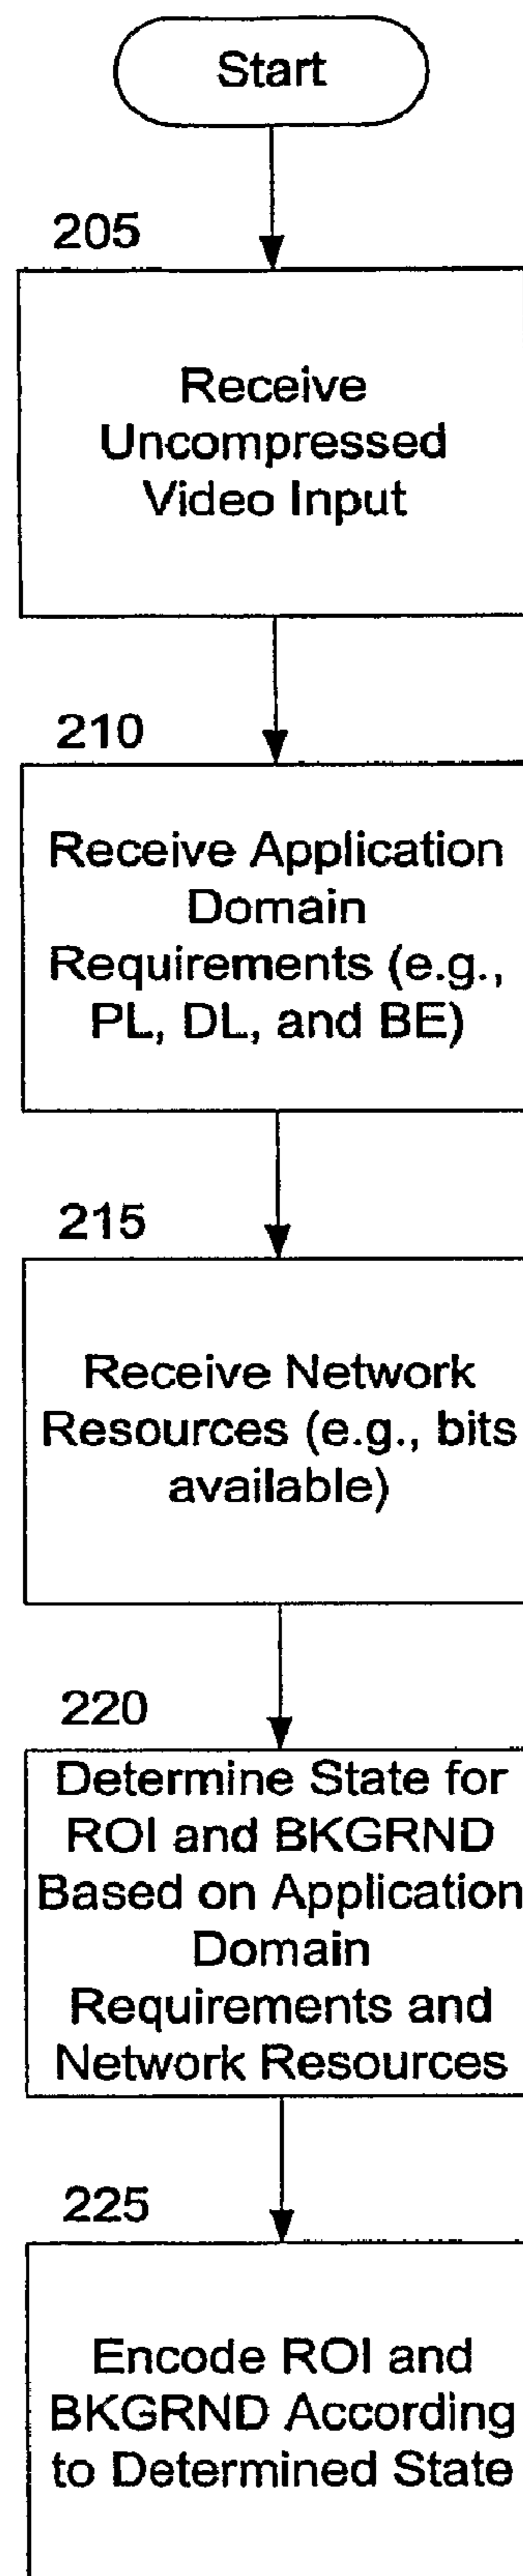 Start
205
Receive
Uncompressed
Video Input
210
Receive Application
Domain
Requirements (e.g.,
PL, DL, and BE)
215
Receive Network
Resources (e.g., bits
available)
220
Determine State for
ROI and BKGRND
Based on Application
Domain
Requirements and
Network Resources
225
Encode ROI and
BKGRND According
to Determined State